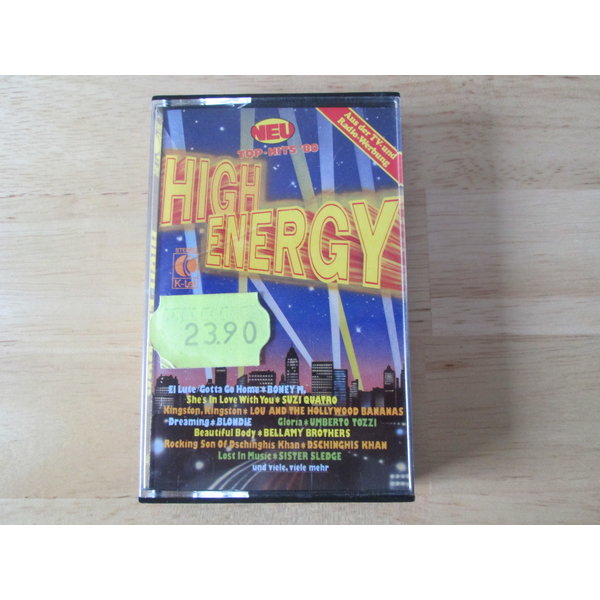 NEU
TOP-HITS '80
Aus der TV- und
Radio-Werbung
HIGH
ENERGY
STEREO
23.90
El Lute/Gotta Go Home * BONEY M.
She's In Love With You * SUZI QUATRO
Kingston, Kingston * LOU AND THE HOLLYWOOD BANANAS
Dreaming * BLONDIE Gloria * UMBERTO TOZZI
Beautiful Body * BELLAMY BROTHERS
Rocking Son Of Dschinghis Khan * DSCHINGHIS KHAN
Lost In Music * SISTER SLEDGE
und viele, viele mehr